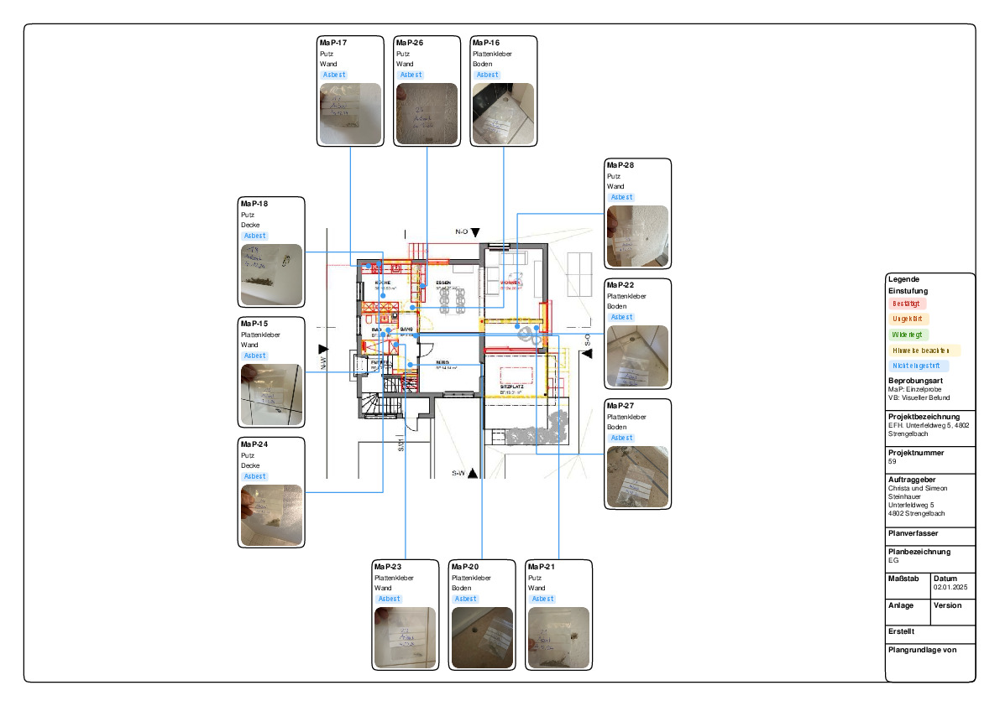 MaP-17
Putz
Wand
Asbest
MaP-26
Putz
Wand
Asbest
MaP-16
Plattenkleber
Boden
Asbest
MaP-28
Putz
Wand
Asbest
MaP-18
Putz
Decke
Asbest
MaP-22
Plattenkleber
Boden
Asbest
MaP-15
Plattenkleber
Wand
Asbest
MaP-27
Plattenkleber
Boden
Asbest
MaP-24
Putz
Decke
Asbest
MaP-23
Plattenkleber
Wand
Asbest
MaP-20
Plattenkleber
Boden
Asbest
MaP-21
Putz
Wand
Asbest
N-O
N-W
S-O
S-W
KÜCHE
ESSEN
WOHNEN
BAD
GANG
BÜRO
SITZPLATZ
Legende
Einstufung
Bestätigt
Ungeklärt
Widerlegt
Hinweise beachten
Nicht eingestuft
Beprobungsart
MaP: Einzelprobe
VB: Visueller Befund
Projektbezeichnung
EFH. Unterfeldweg 5, 4802
Strengelbach
Projektnummer
59
Auftraggeber
Christa und Simeon
Steinhauer
Unterfeldweg 5
4802 Strengelbach
Planverfasser
Planbezeichnung
EG
Maßstab
Datum
02.01.2025
Anlage
Version
Erstellt
Plangrundlage von